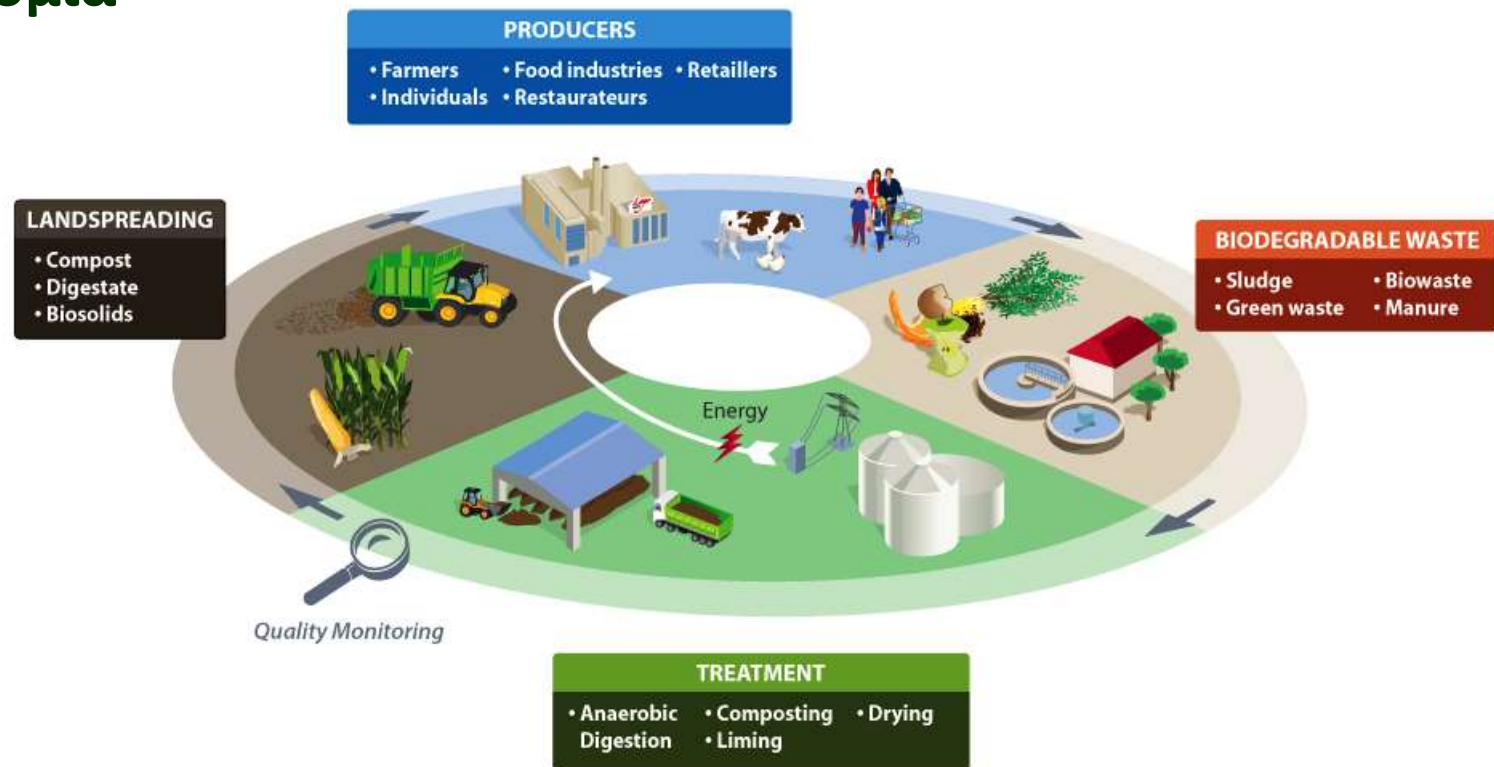 PRODUCERS
• Farmers • Food industries • Retaillers
• Individuals • Restaurateurs
LANDSPREADING
• Compost
• Digestate
• Biosolids
BIODEGRADABLE WASTE
• Sludge • Biowaste
• Green waste • Manure
Energy
Quality Monitoring
TREATMENT
• Anaerobic • Composting • Drying
Digestion • Liming